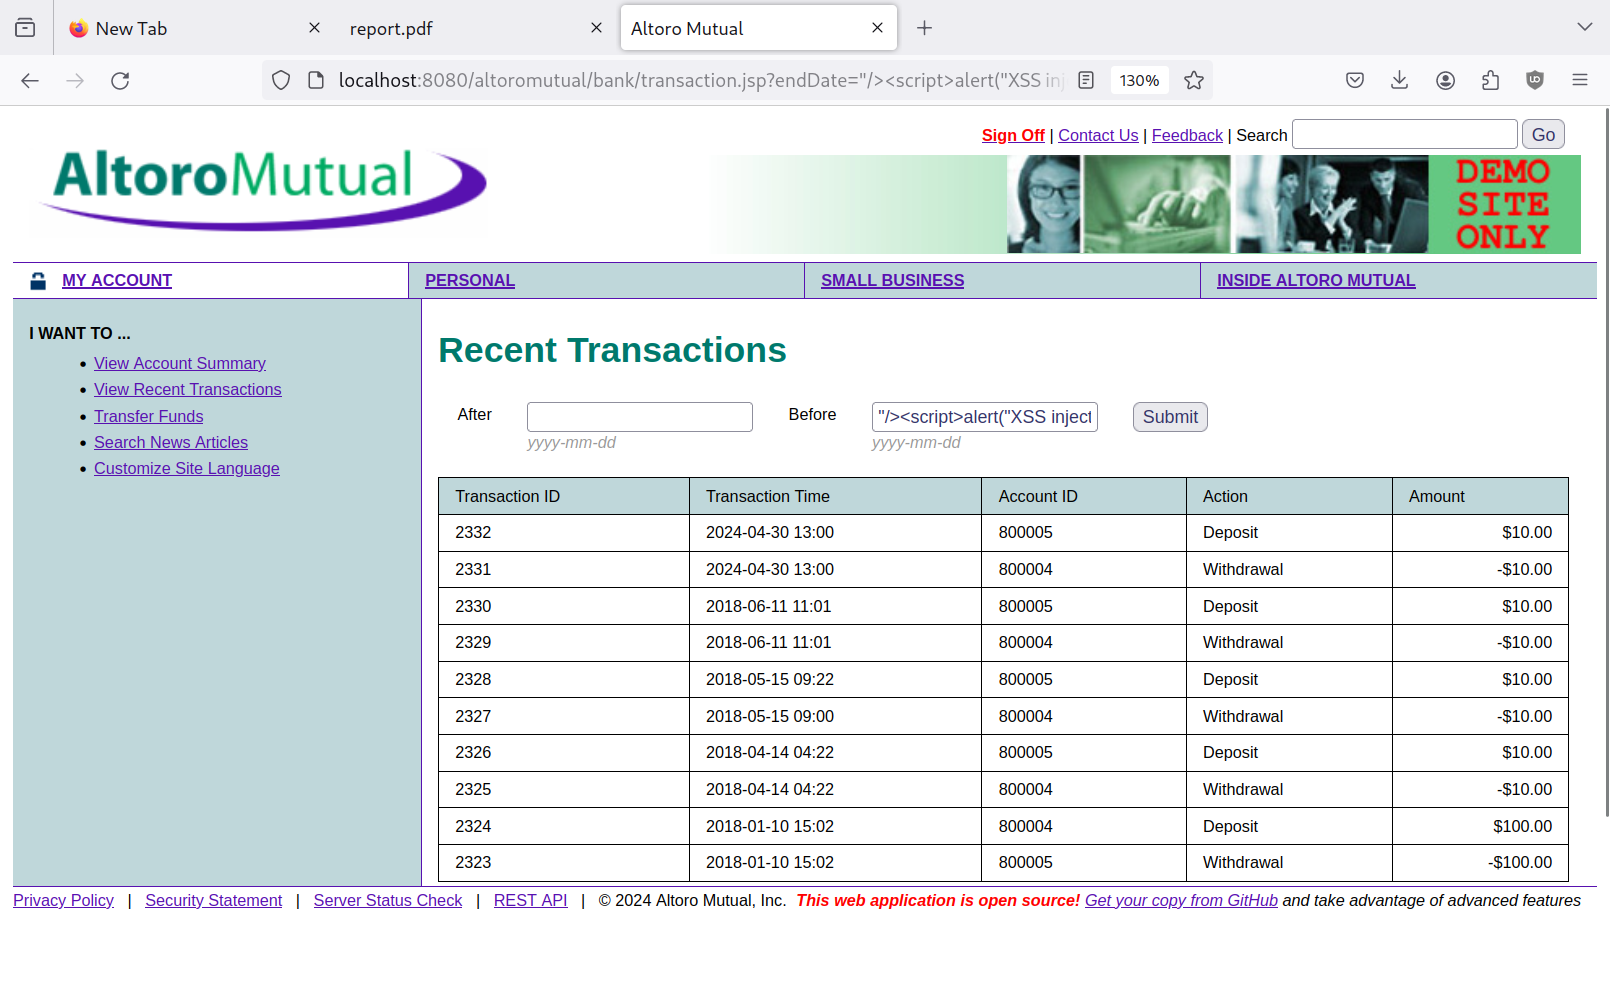 New Tab
report.pdf
Altoro Mutual
localhost:8080/altoromutual/bank/transaction.jsp?endDate="/><script>alert("XSS inj
130%
Sign Off | Contact Us | Feedback | Search Go
AltoroMutual
DEMO
SITE
ONLY
MY ACCOUNT
PERSONAL
SMALL BUSINESS
INSIDE ALTORO MUTUAL
I WANT TO ...
• View Account Summary
• View Recent Transactions
• Transfer Funds
• Search News Articles
• Customize Site Language
Recent Transactions
After Before "/><script>alert("XSS inject Submit
yyyy-mm-dd yyyy-mm-dd
Transaction ID Transaction Time Account ID Action Amount
2332 2024-04-30 13:00 800005 Deposit $10.00
2331 2024-04-30 13:00 800004 Withdrawal -$10.00
2330 2018-06-11 11:01 800005 Deposit $10.00
2329 2018-06-11 11:01 800004 Withdrawal -$10.00
2328 2018-05-15 09:22 800005 Deposit $10.00
2327 2018-05-15 09:00 800004 Withdrawal -$10.00
2326 2018-04-14 04:22 800005 Deposit $10.00
2325 2018-04-14 04:22 800004 Withdrawal -$10.00
2324 2018-01-10 15:02 800004 Deposit $100.00
2323 2018-01-10 15:02 800005 Withdrawal -$100.00
Privacy Policy | Security Statement | Server Status Check | REST API | © 2024 Altoro Mutual, Inc. This web application is open source! Get your copy from GitHub and take advantage of advanced features